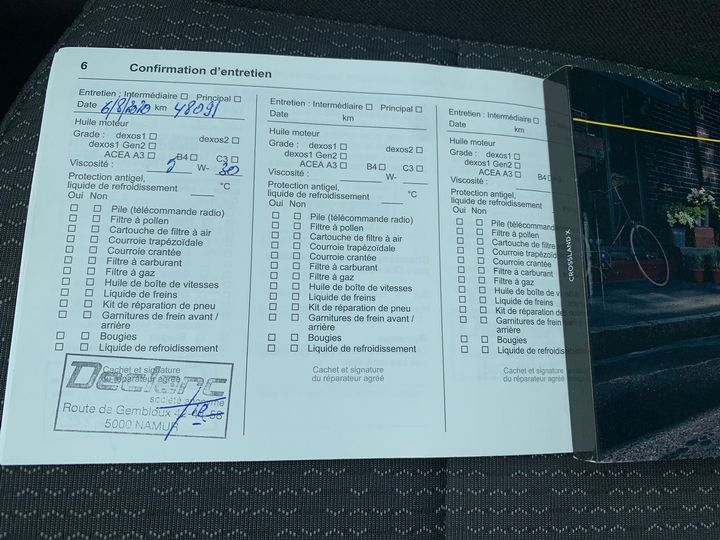 6 Confirmation d'entretien
Entretien : Intermédiaire Principal
Date 6/8/2020 km 48091
Huile moteur
Grade : dexos1 dexos2
dexos1 Gen2
ACEA A3 B4 C3
Viscosité : 5 W- 30
Protection antigel,
liquide de refroidissement °C
Oui Non
Pile (télécommande radio)
Filtre à pollen
Cartouche de filtre à air
Courroie trapézoïdale
Courroie crantée
Filtre à carburant
Filtre à gaz
Huile de boîte de vitesses
Liquide de freins
Kit de réparation de pneu
Garnitures de frein avant /
arrière
Bougies
Liquide de refroidissement
Cachet et signature
du réparateur agréé
Declerc
société anonyme
Route de Gembloux 42
5000 NAMUR
Entretien : Intermédiaire Principal
Date km
Huile moteur
Grade : dexos1 dexos2
dexos1 Gen2
ACEA A3 B4 C3
Viscosité : W-
Protection antigel,
liquide de refroidissement °C
Oui Non
Pile (télécommande radio)
Filtre à pollen
Cartouche de filtre à air
Courroie trapézoïdale
Courroie crantée
Filtre à carburant
Filtre à gaz
Huile de boîte de vitesses
Liquide de freins
Kit de réparation de pneu
Garnitures de frein avant /
arrière
Bougies
Liquide de refroidissement
Cachet et signature
du réparateur agréé
Entretien : Intermédiaire
Date km
Huile moteur
Grade : dexos1
dexos1 Gen2
ACEA A3 B4
Viscosité : W-
Protection antigel,
liquide de refroidissement
Oui Non
Pile (télécommande
Filtre à pollen
Cartouche de filtre
Courroie trapézoïd
Courroie crantée
Filtre à carburant
Filtre à gaz
Huile de boîte de
Liquide de freins
Kit de réparation de
Garnitures de frein
arrière
Bougies
Liquide de refroidissement
Cachet et signature
du réparateur agréé
CROSSLAND X